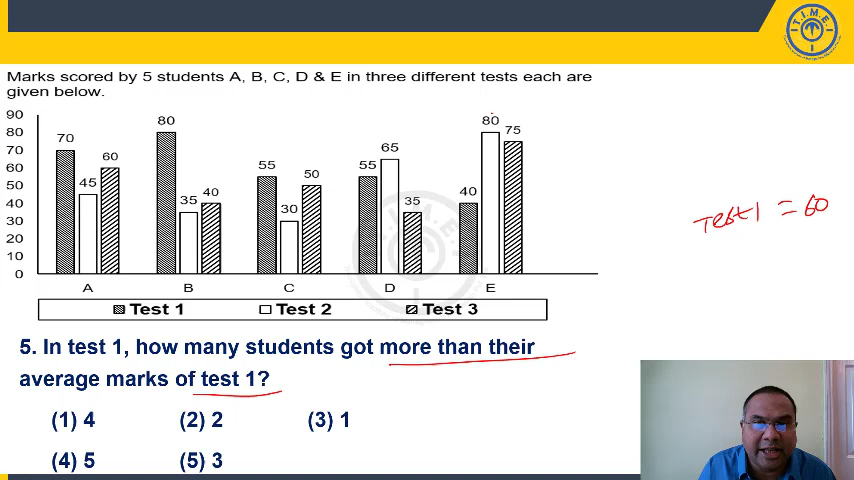 T.I.M.E.
Marks scored by 5 students A, B, C, D & E in three different tests each are
given below.
90
80
70
60
50
40
30
20
10
0
70
45
60
80
35
40
55
30
50
55
65
35
40
80
75
A B C D E
Test 1 Test 2 Test 3
Test 1 = 60
5. In test 1, how many students got more than their
average marks of test 1?
(1) 4 (2) 2 (3) 1
(4) 5 (5) 3